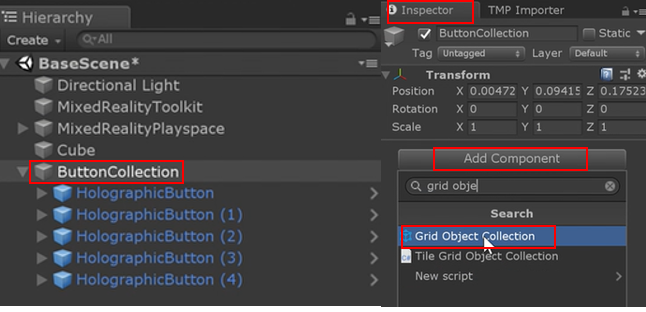 Hierarchy
Create
All
BaseScene*
Directional Light
MixedRealityToolkit
MixedRealityPlayspace
Cube
ButtonCollection
HolographicButton
HolographicButton (1)
HolographicButton (2)
HolographicButton (3)
HolographicButton (4)
Inspector TMP Importer
ButtonCollection Static
Tag Untagged Layer Default
Transform
Position X 0.00472 Y 0.09415 Z 0.17523
Rotation X 0 Y 0 Z 0
Scale X 1 Y 1 Z 1
Add Component
grid obje
Search
Grid Object Collection
Tile Grid Object Collection
New script